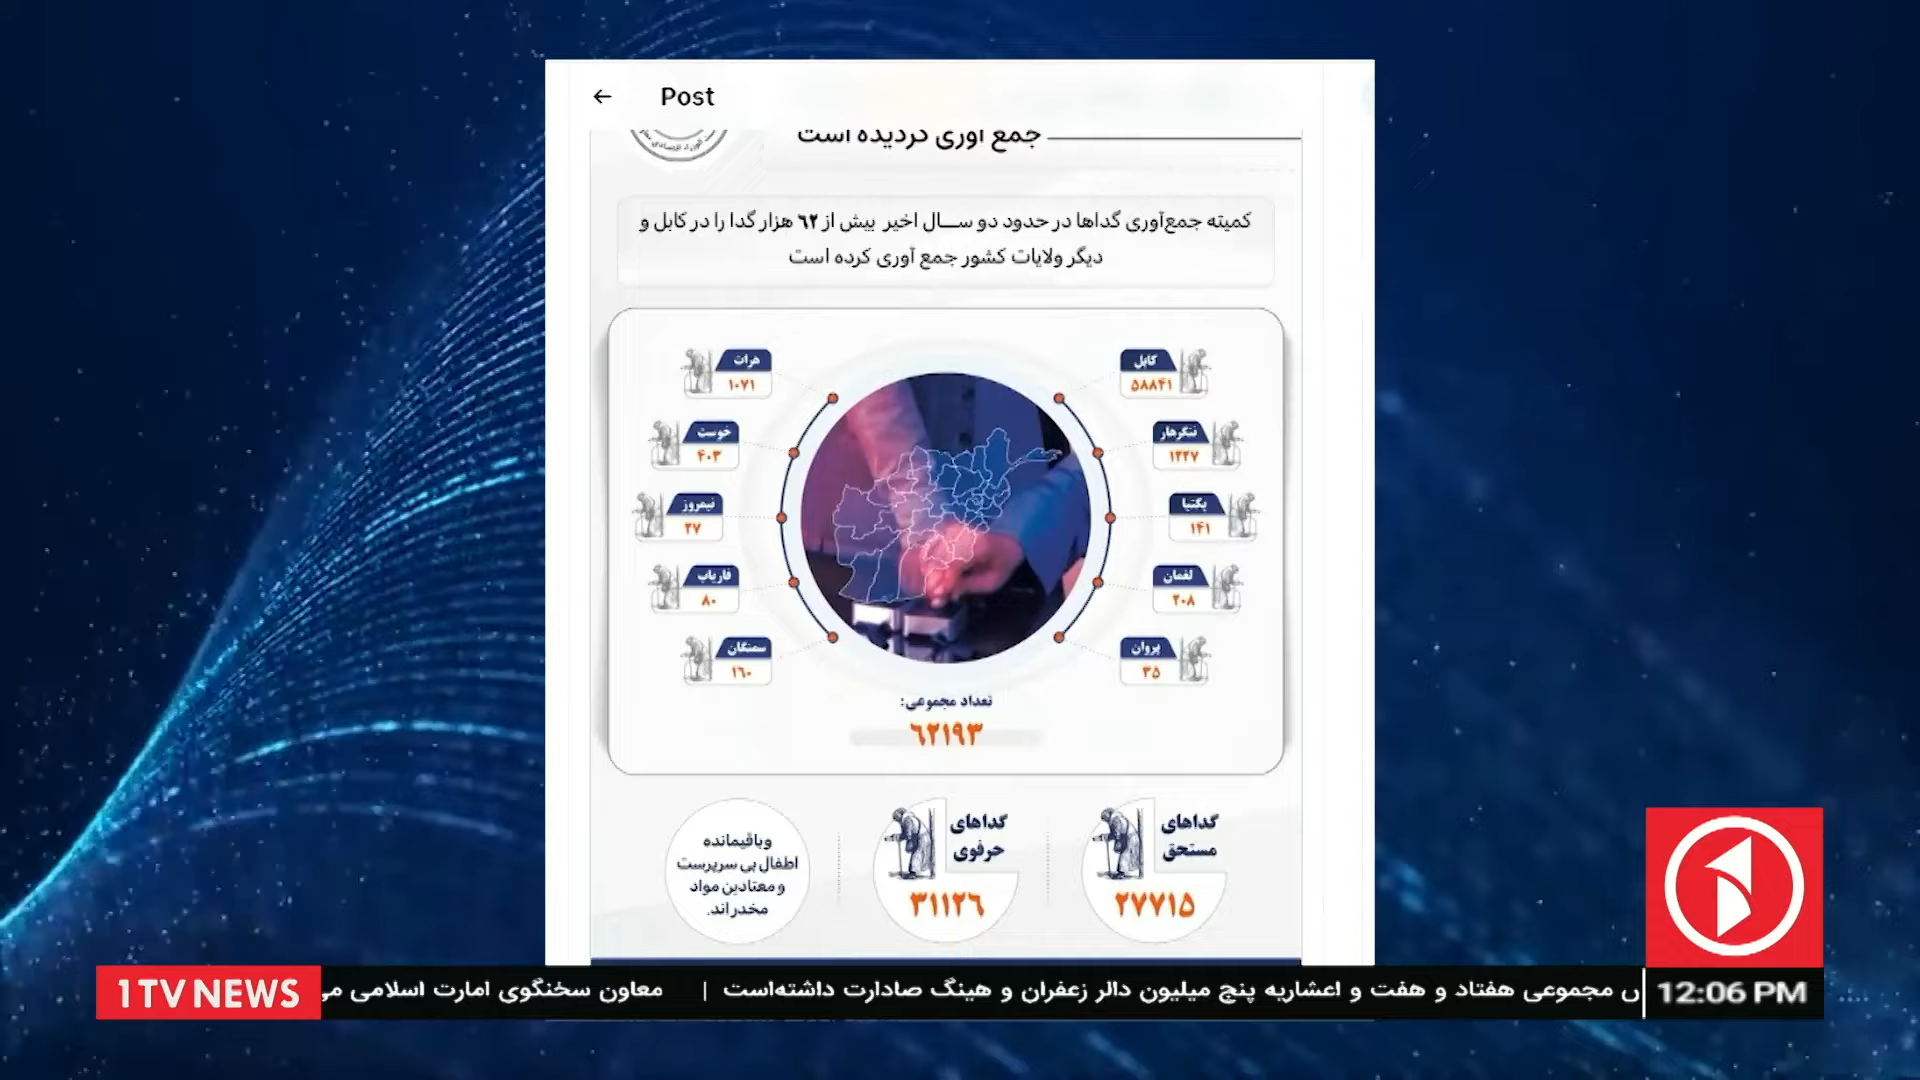 Post
جمع آوری گردیده است
کمیته جمع‌آوری گداها در حدود دو ســـال اخیر بیش از ۶۲ هزار گدا را در کابل و
دیگر ولایات کشور جمع آوری کرده است
کابل
۵۸۸۴۱
ننگرهار
۱۲۲۷
پکتیا
۱۴۱
لغمان
۲۰۸
پروان
۳۵
هرات
۱۰۷۱
خوست
۴۰۳
نیمروز
۲۷
فاریاب
۸۰
سمنگان
۱۶۰
تعداد مجموعی:
۶۲۱۹۳
گداهای
مستحق
۲۷۷۱۵
گداهای
حرفوی
۳۱۱۲۶
وباقیمانده
اطفال بی سرپرست
و معتادین مواد
مخدر اند.
1TV NEWS
مجموعی هفتاد و هفت و اعشاریه پنج میلیون دالر زعفران و هینگ صادارت داشته‌است | معاون سخنگوی امارت اسلامی
12:06 PM